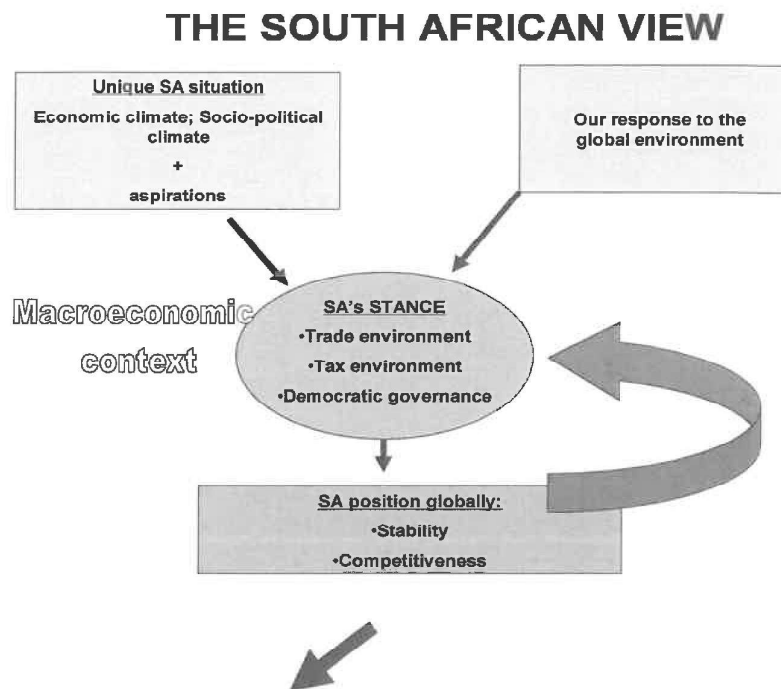 THE SOUTH AFRICAN VIEW
Unique SA situation
Economic climate; Socio-political
climate
+
aspirations
Our response to the
global environment
Macroeconomic
context
SA's STANCE
•Trade environment
•Tax environment
•Democratic governance
SA position globally:
•Stability
•Competitiveness